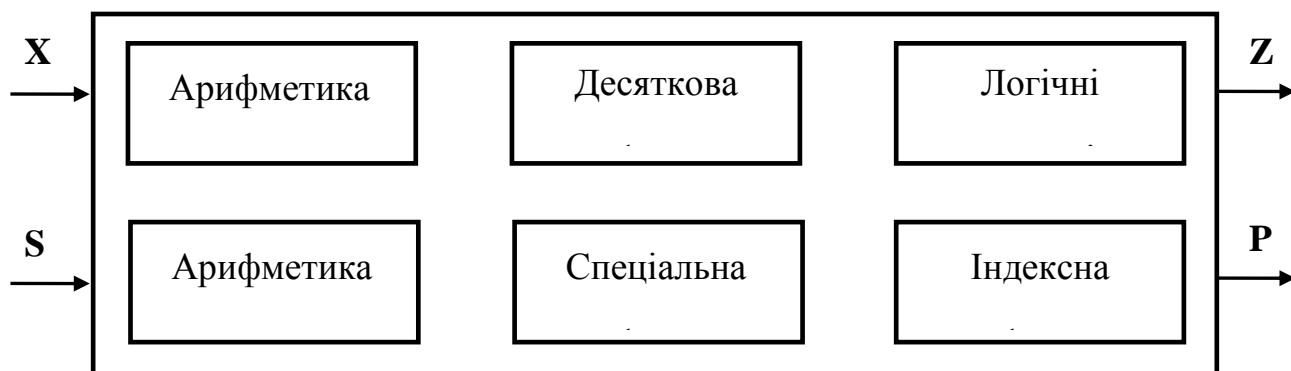 X
Арифметика
Десяткова
Логічні
Z
S
Арифметика
Спеціальна
Індексна
P